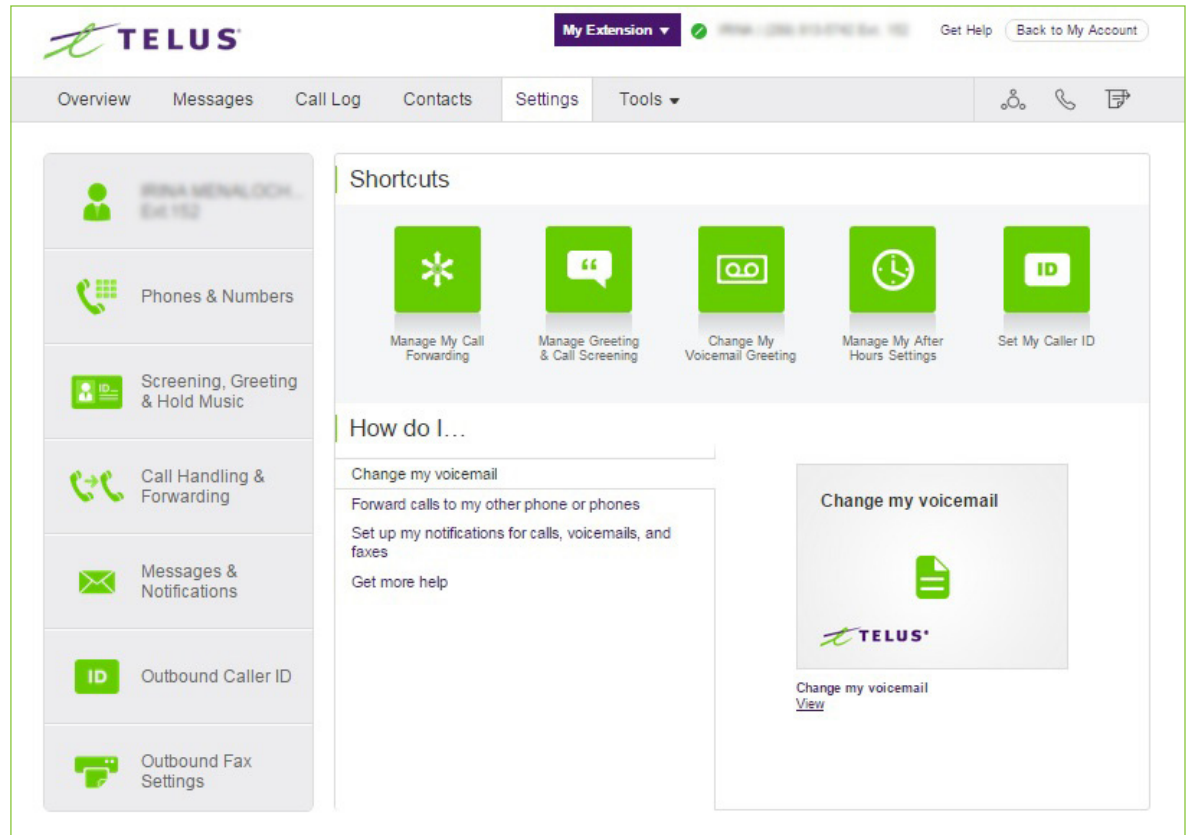 TELUS
My Extension
Get Help
Back to My Account
Overview
Messages
Call Log
Contacts
Settings
Tools
Phones & Numbers
Screening, Greeting
& Hold Music
Call Handling &
Forwarding
Messages &
Notifications
ID
Outbound Caller ID
Outbound Fax
Settings
Shortcuts
Manage My Call
Forwarding
Manage Greeting
& Call Screening
Change My
Voicemail Greeting
Manage My After
Hours Settings
ID
Set My Caller ID
How do I...
Change my voicemail
Forward calls to my other phone or phones
Set up my notifications for calls, voicemails, and
faxes
Get more help
Change my voicemail
TELUS
Change my voicemail
View